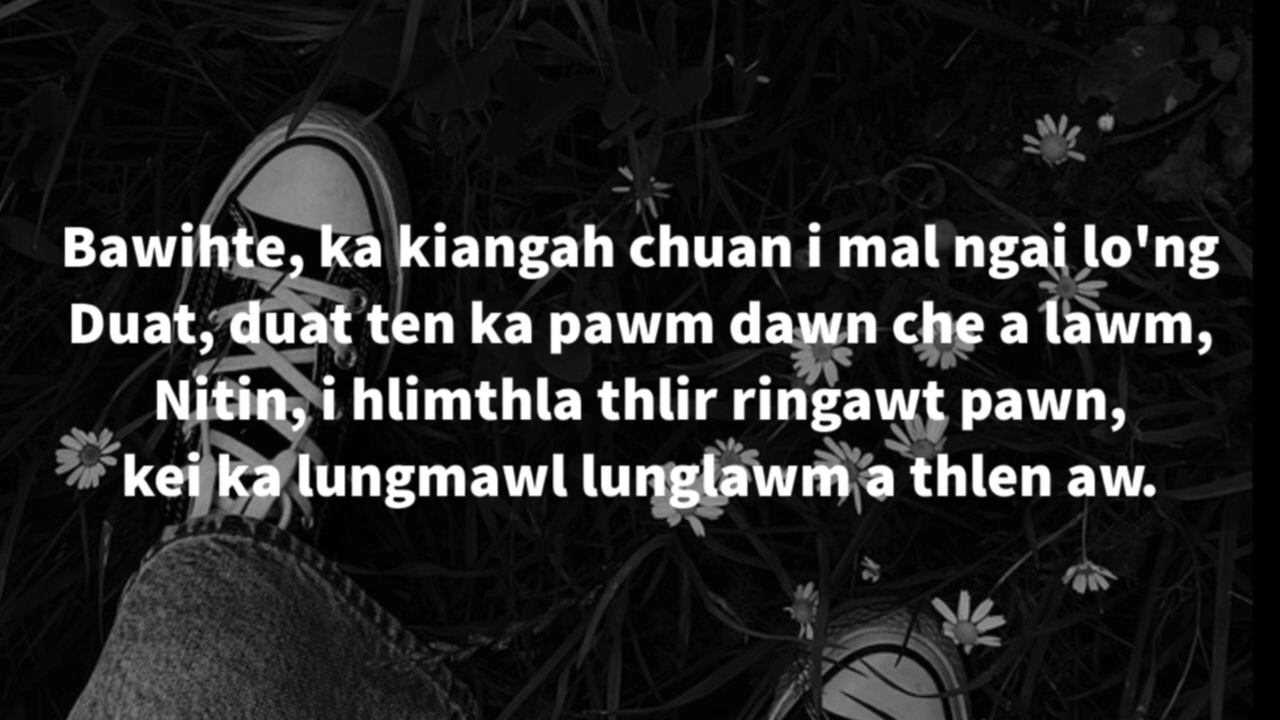 Bawihte, ka kiangah chuan i mal ngai lo'ng
Duat, duat ten ka pawm dawn che a lawm,
Nitin, i hlimthla thlir ringawt pawn,
kei ka lungmawl lunglawm a thlen aw.